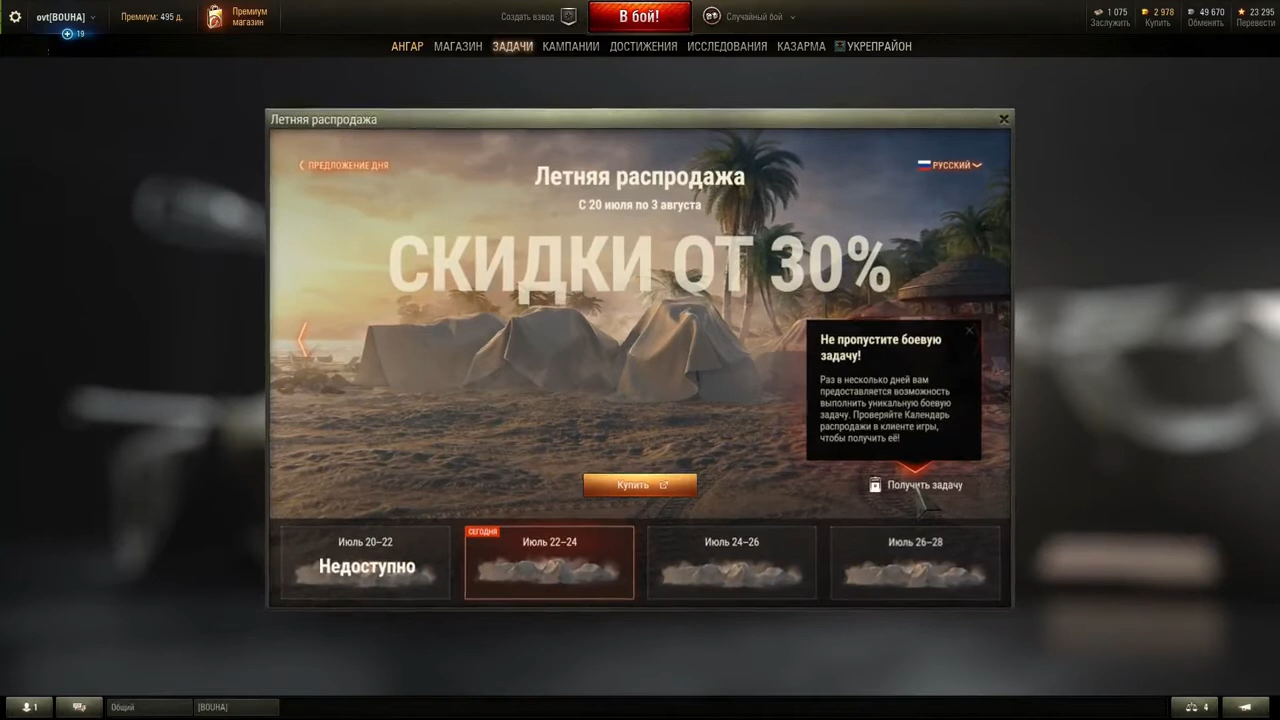 ovt[BOUHA]
19
Премиум: 495 д.
Премиум
магазин
Создать взвод
В бой!
Случайный бой
1 075
Заслужить
2 978
Купить
49 670
Обменять
23 295
Перевести
АНГАР МАГАЗИН ЗАДАЧИ КАМПАНИИ ДОСТИЖЕНИЯ ИССЛЕДОВАНИЯ КАЗАРМА УКРЕПРАЙОН
Летняя распродажа
ПРЕДЛОЖЕНИЕ ДНЯ
РУССКИЙ
Летняя распродажа
С 20 июля по 3 августа
СКИДКИ ОТ 30%
Не пропустите боевую
задачу!
Раз в несколько дней вам
предоставляется возможность
выполнить уникальную боевую
задачу. Проверяйте Календарь
распродажи в клиенте игры,
чтобы получить её!
Купить
Получить задачу
Июль 20–22
Недоступно
СЕГОДНЯ
Июль 22–24
Июль 24–26
Июль 26–28
1
Общий
[BOUHA]
4